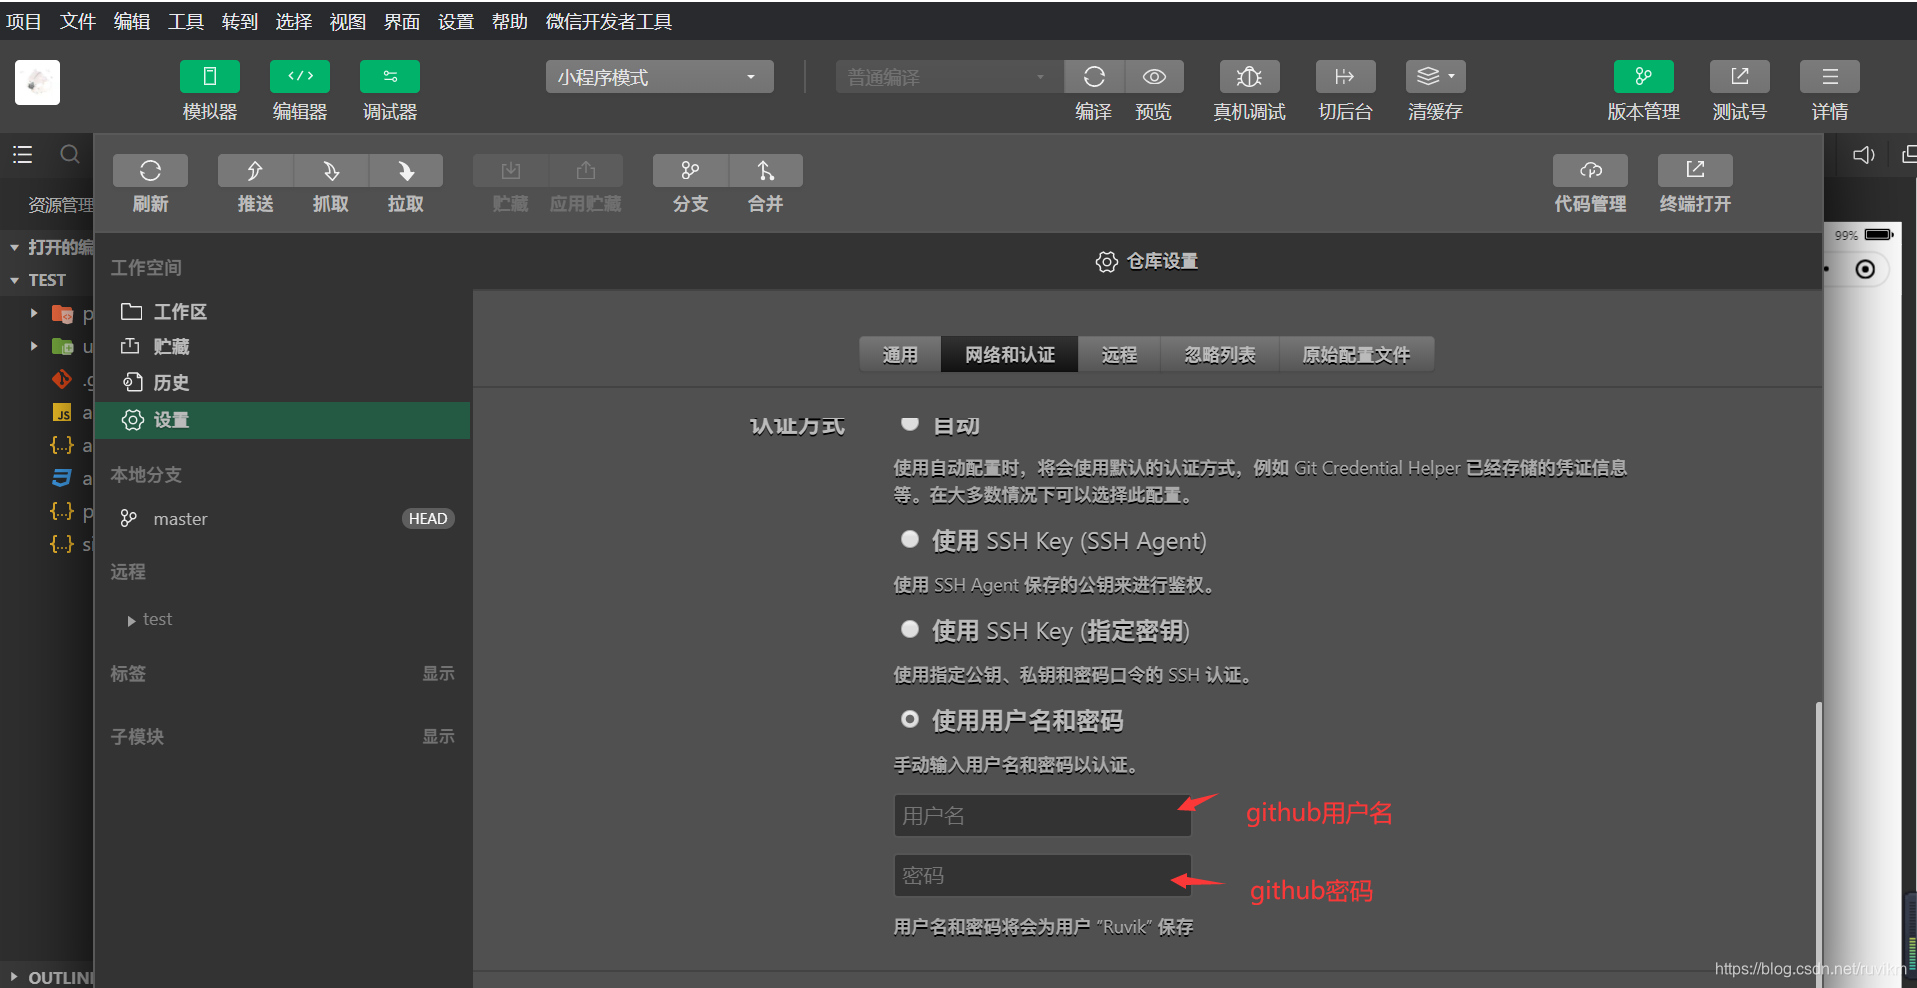 项目 文件 编辑 工具 转到 选择 视图 界面 设置 帮助 微信开发者工具
小程序模式 普通编译
模拟器 编辑器 调试器 编译 预览 真机调试 切后台 清缓存 版本管理 测试号 详情
刷新 推送 抓取 拉取 贮藏 应用贮藏 分支 合并 代码管理 终端打开
资源管理
打开的编
TEST
p
u
.g
JS a
{..} a
a
{..} p
{..} si
OUTLIN
工作空间
工作区
贮藏
历史
设置
本地分支
master HEAD
远程
test
标签 显示
子模块 显示
仓库设置
通用 网络和认证 远程 忽略列表 原始配置文件
认证方式 自动
使用自动配置时，将会使用默认的认证方式，例如 Git Credential Helper 已经存储的凭证信息
等。在大多数情况下可以选择此配置。
使用 SSH Key (SSH Agent)
使用 SSH Agent 保存的公钥来进行鉴权。
使用 SSH Key (指定密钥)
使用指定公钥、私钥和密码口令的 SSH 认证。
使用用户名和密码
手动输入用户名和密码以认证。
用户名 github用户名
密码 github密码
用户名和密码将会为用户 “Ruvik” 保存
99%
https://blog.csdn.net/ruvikm